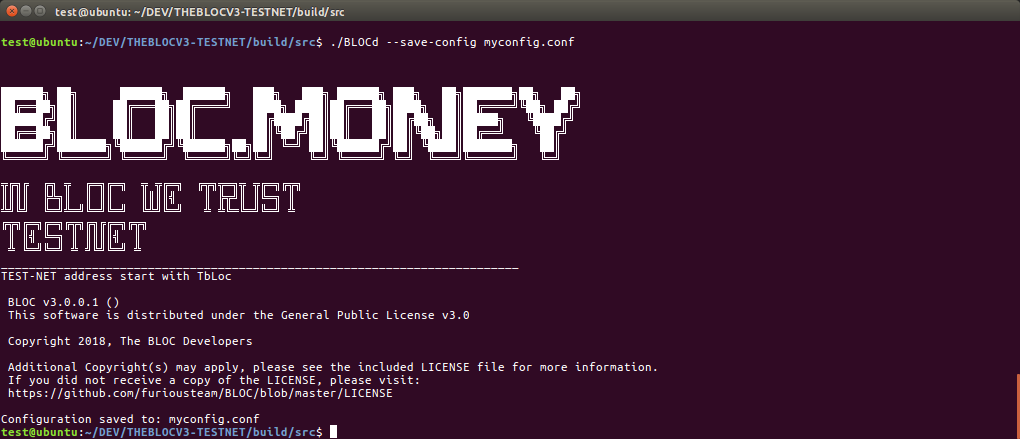 test@ubuntu: ~/DEV/THEBLOCV3-TESTNET/build/src
test@ubuntu:~/DEV/THEBLOCV3-TESTNET/build/src$ ./BLOCd --save-config myconfig.conf
BLOC.MONEY
IN BLOC WE TRUST
TESTNET
TEST-NET address start with TbLoc
BLOC v3.0.0.1 ()
This software is distributed under the General Public License v3.0
Copyright 2018, The BLOC Developers
Additional Copyright(s) may apply, please see the included LICENSE file for more information.
If you did not receive a copy of the LICENSE, please visit:
https://github.com/furiousteam/BLOC/blob/master/LICENSE
Configuration saved to: myconfig.conf
test@ubuntu:~/DEV/THEBLOCV3-TESTNET/build/src$